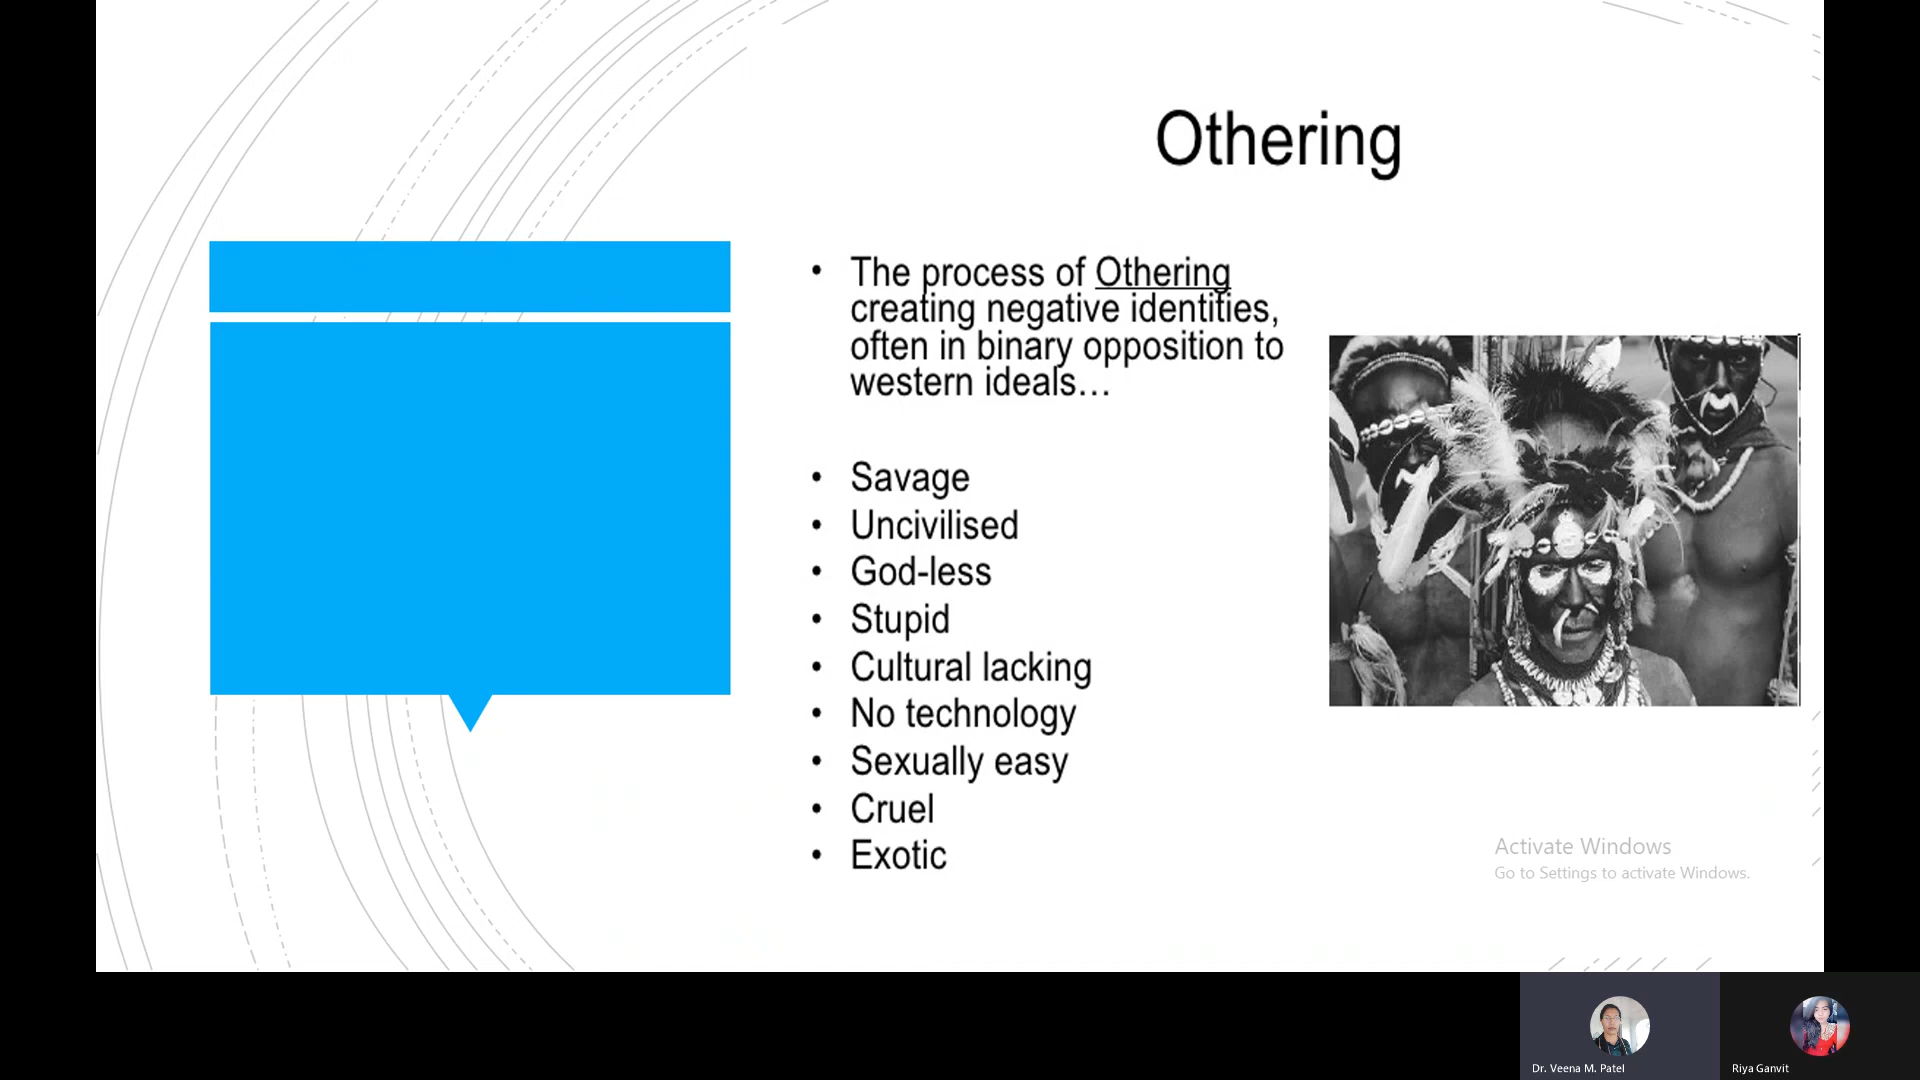 Othering
• The process of Othering
creating negative identities,
often in binary opposition to
western ideals…
• Savage
• Uncivilised
• God-less
• Stupid
• Cultural lacking
• No technology
• Sexually easy
• Cruel
• Exotic
Activate Windows
Go to Settings to activate Windows.
Dr. Veena M. Patel
Riya Ganvit